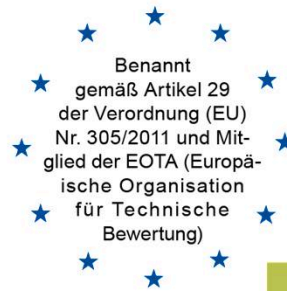 Benannt
gemäß Artikel 29
der Verordnung (EU)
Nr. 305/2011 und Mit-
glied der EOTA (Europä-
ische Organisation
für Technische
Bewertung)